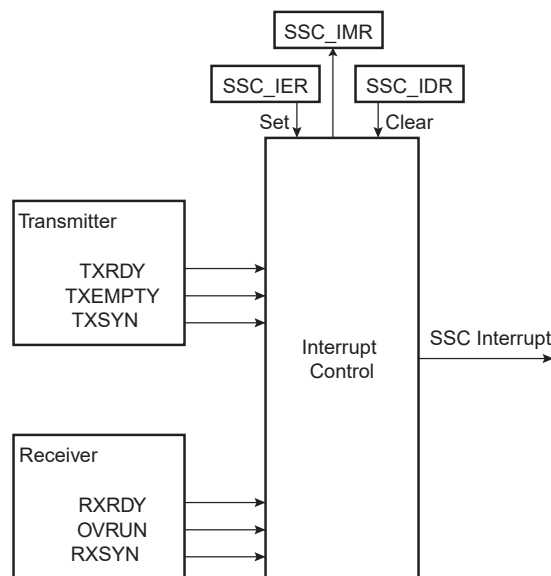 SSC_IMR
SSC_IER
SSC_IDR
Set
Clear
Transmitter
TXRDY
TXEMPTY
TXSYN
Interrupt
Control
SSC Interrupt
Receiver
RXRDY
OVRUN
RXSYN